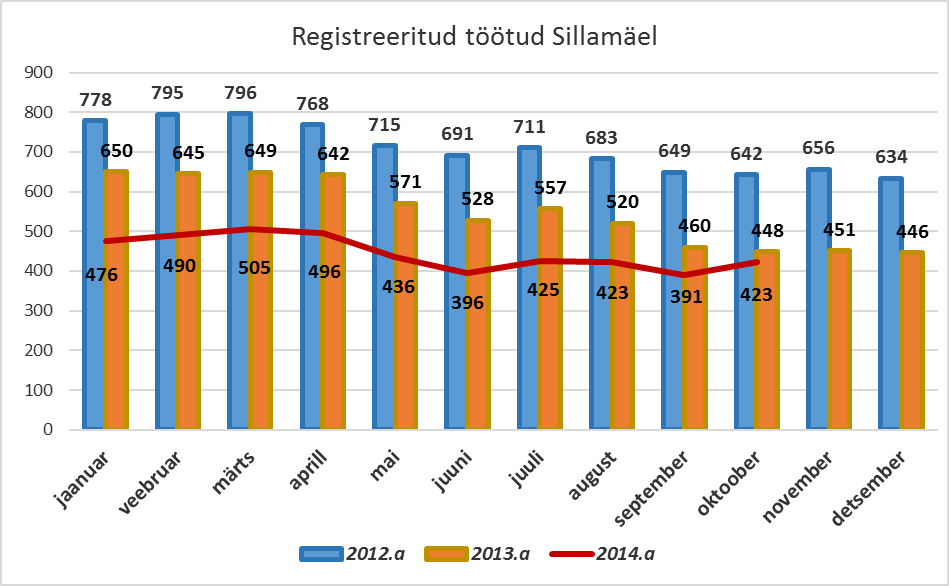 Registreeritud töötud Sillamäel
900
800
700
600
500
400
300
200
100
0
778 795 796 768 715 691 711 683 649 642 656 634
650 645 649 642 571 528 557 520 460 448 451 446
476 490 505 496 436 396 425 423 391 423
jaanuar veebruar märts aprill mai juuni juuli august september oktoober november detsember
2012.a 2013.a 2014.a